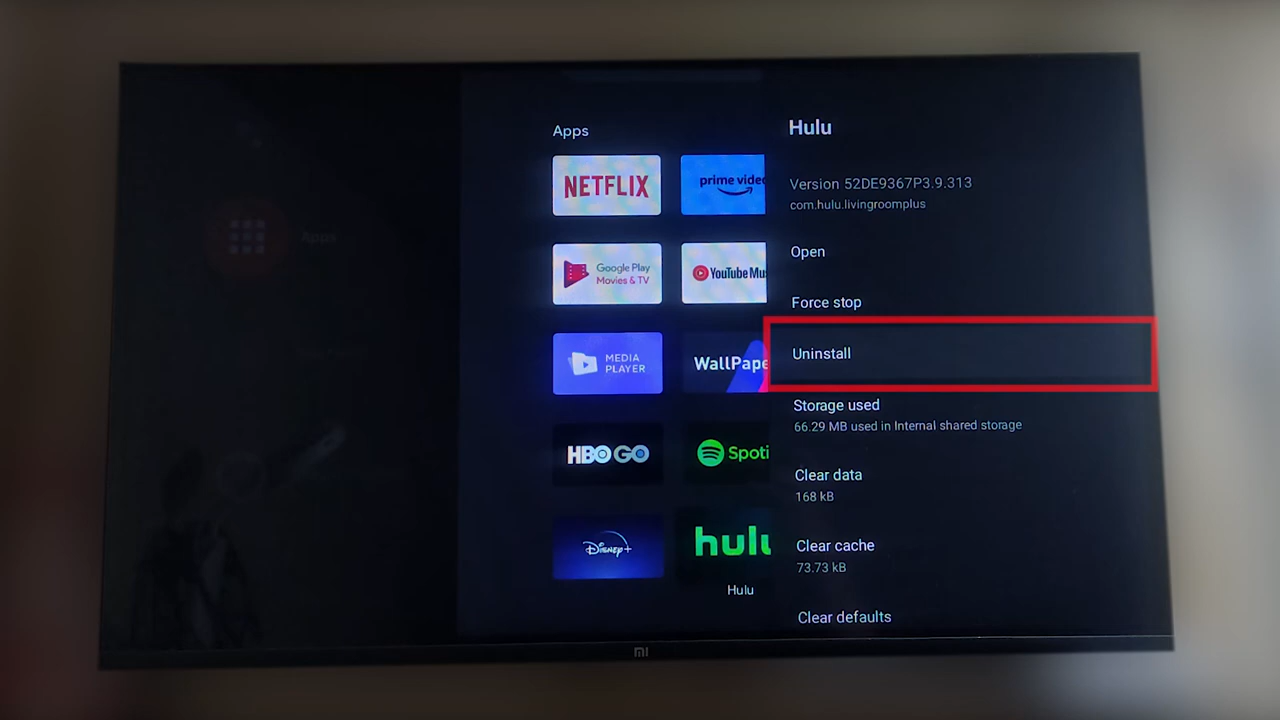 Apps
Apps
NETFLIX
prime video
Google Play
Movies & TV
YouTube Mu
MEDIA
PLAYER
WallPape
HBO GO
Spoti
Disney+
hulu
Hulu
Hulu
Version 52DE9367P3.9.313
com.hulu.livingroomplus
Open
Force stop
Uninstall
Storage used
66.29 MB used in Internal shared storage
Clear data
168 kB
Clear cache
73.73 kB
Clear defaults
mi